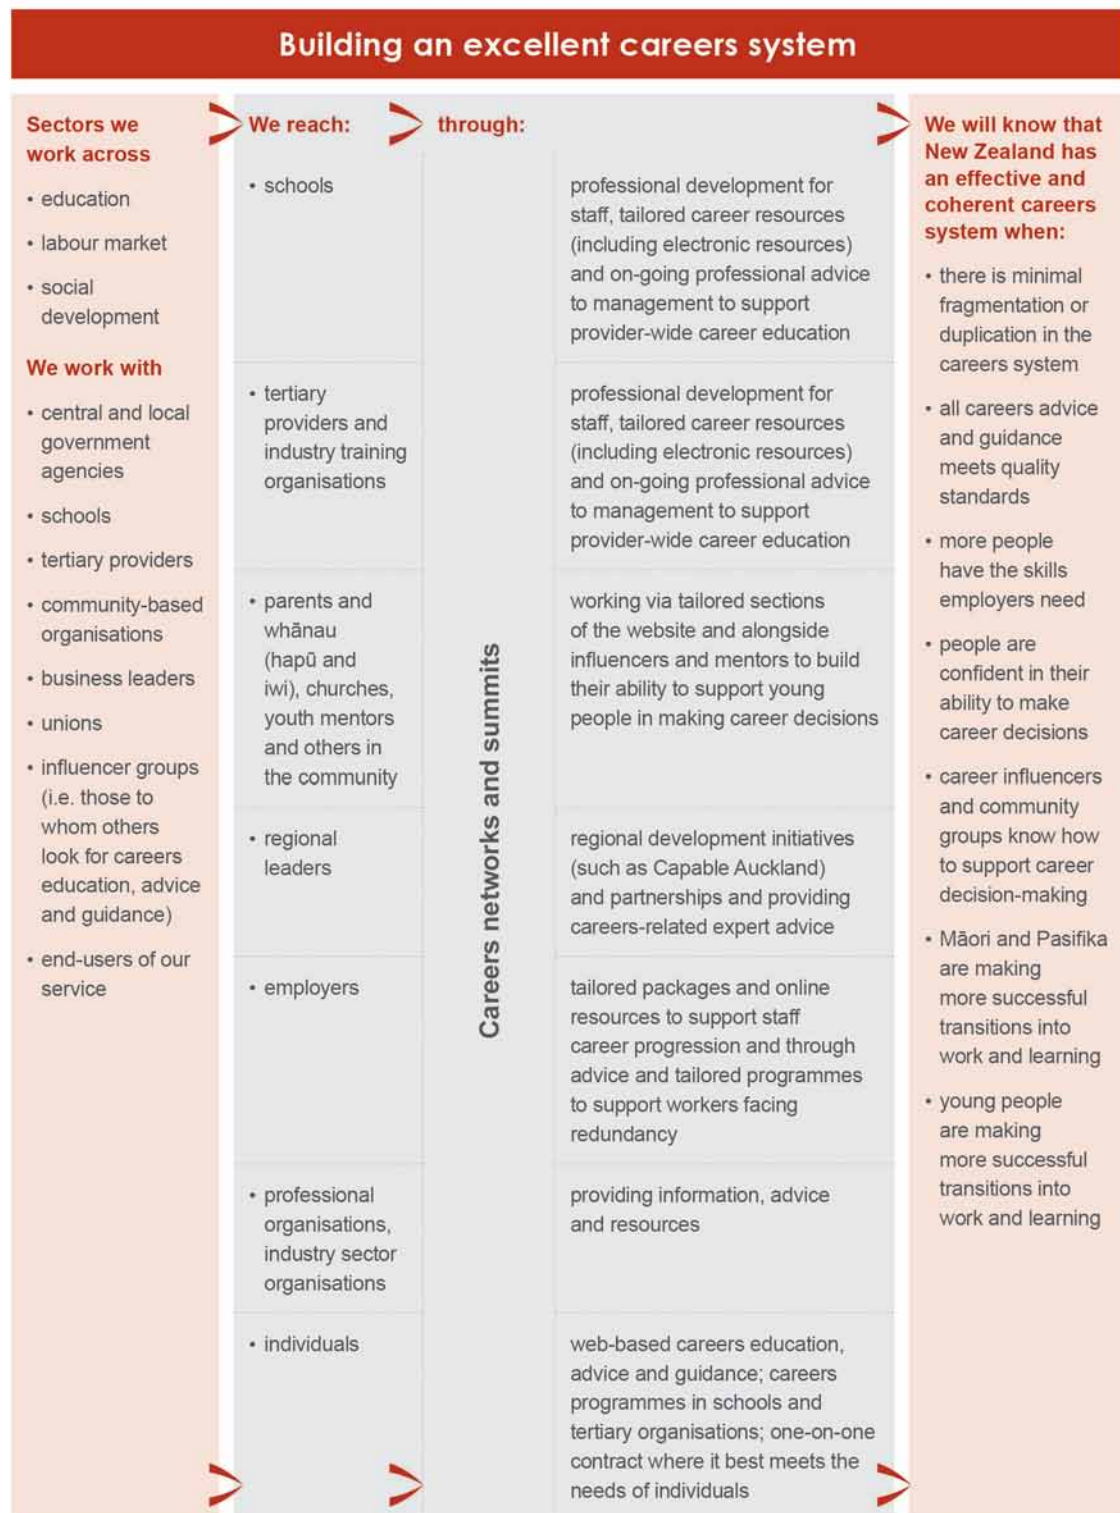 Building an excellent careers system
Sectors we
work across
• education
• labour market
• social
development
We work with
• central and local
government
agencies
• schools
• tertiary providers
• community-based
organisations
• business leaders
• unions
• influencer groups
(i.e. those to
whom others
look for careers
education, advice
and guidance)
• end-users of our
service
We reach:
through:
Careers networks and summits
• schools
professional development for
staff, tailored career resources
(including electronic resources)
and on-going professional advice
to management to support
provider-wide career education
• tertiary
providers and
industry training
organisations
professional development for
staff, tailored career resources
(including electronic resources)
and on-going professional advice
to management to support
provider-wide career education
• parents and
whānau
(hapū and
iwi), churches,
youth mentors
and others in
the community
working via tailored sections
of the website and alongside
influencers and mentors to build
their ability to support young
people in making career decisions
• regional
leaders
regional development initiatives
(such as Capable Auckland)
and partnerships and providing
careers-related expert advice
• employers
tailored packages and online
resources to support staff
career progression and through
advice and tailored programmes
to support workers facing
redundancy
• professional
organisations,
industry sector
organisations
providing information, advice
and resources
• individuals
web-based careers education,
advice and guidance; careers
programmes in schools and
tertiary organisations; one-on-one
contract where it best meets the
needs of individuals
We will know that
New Zealand has
an effective and
coherent careers
system when:
• there is minimal
fragmentation or
duplication in the
careers system
• all careers advice
and guidance
meets quality
standards
• more people
have the skills
employers need
• people are
confident in their
ability to make
career decisions
• career influencers
and community
groups know how
to support career
decision-making
• Māori and Pasifika
are making
more successful
transitions into
work and learning
• young people
are making
more successful
transitions into
work and learning